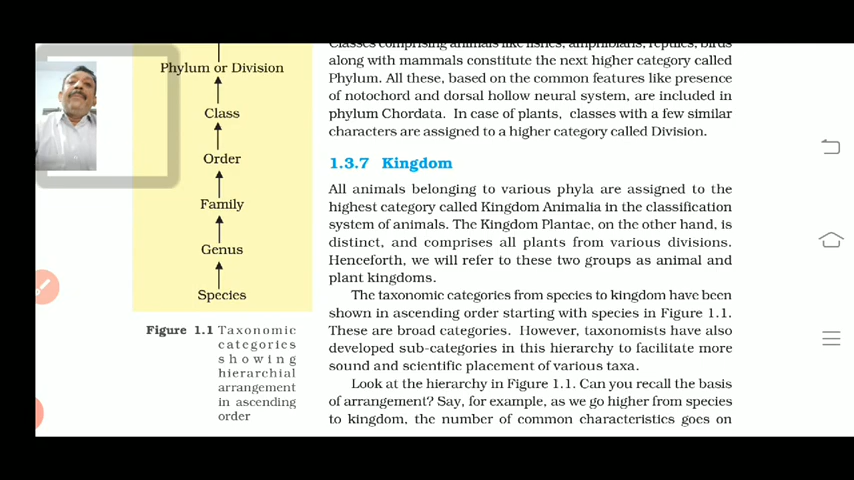 Phylum or Division
Class
Order
Family
Genus
Species
Figure 1.1 Taxonomic
categories
showing
hierarchial
arrangement
in ascending
order
Classes comprising animals like fishes, amphibians, reptiles, birds
along with mammals constitute the next higher category called
Phylum. All these, based on the common features like presence
of notochord and dorsal hollow neural system, are included in
phylum Chordata. In case of plants, classes with a few similar
characters are assigned to a higher category called Division.
1.3.7 Kingdom
All animals belonging to various phyla are assigned to the
highest category called Kingdom Animalia in the classification
system of animals. The Kingdom Plantae, on the other hand, is
distinct, and comprises all plants from various divisions.
Henceforth, we will refer to these two groups as animal and
plant kingdoms.
The taxonomic categories from species to kingdom have been
shown in ascending order starting with species in Figure 1.1.
These are broad categories. However, taxonomists have also
developed sub-categories in this hierarchy to facilitate more
sound and scientific placement of various taxa.
Look at the hierarchy in Figure 1.1. Can you recall the basis
of arrangement? Say, for example, as we go higher from species
to kingdom, the number of common characteristics goes on